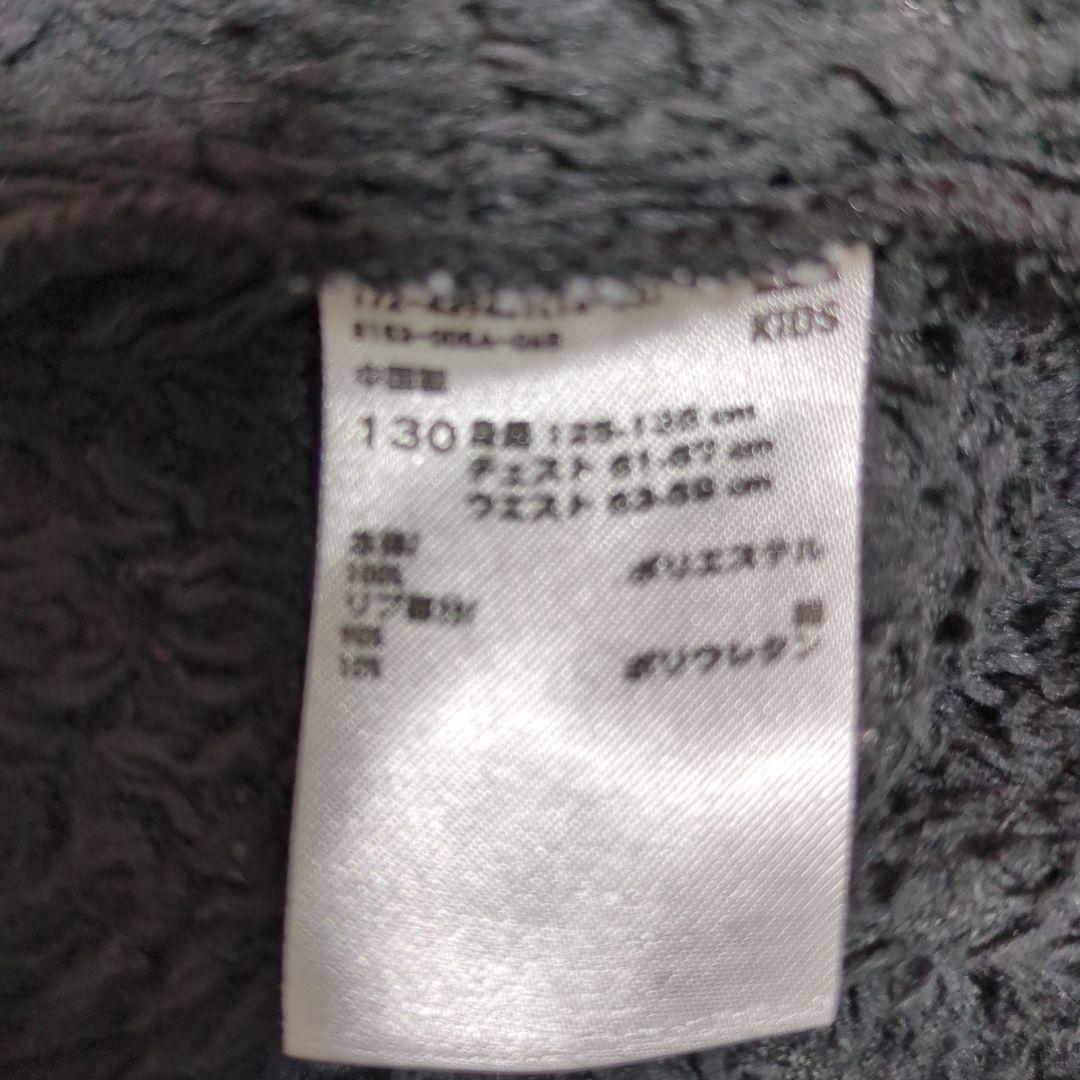 KIDS
中国製
130 身長 125-135 cm
チェスト 61-67 cm
ウエスト 53-59 cm
本体/
100% ポリエステル
リブ部分/
90% 綿
10% ポリウレタン